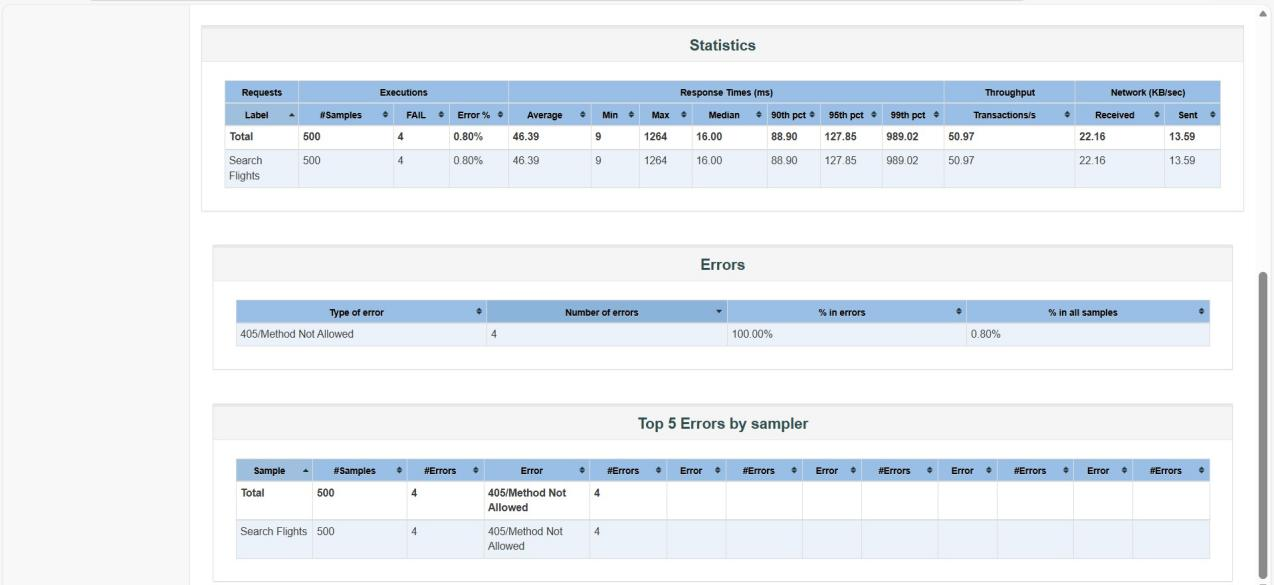 Statistics
Requests Executions Response Times (ms) Throughput Network (KB/sec)
Label #Samples FAIL Error % Average Min Max Median 90th pct 95th pct 99th pct Transactions/s Received Sent
Total 500 4 0.80% 46.39 9 1264 16.00 88.90 127.85 989.02 50.97 22.16 13.59
Search 500 4 0.80% 46.39 9 1264 16.00 88.90 127.85 989.02 50.97 22.16 13.59
Flights
Errors
Type of error Number of errors % in errors % in all samples
405/Method Not Allowed 4 100.00% 0.80%
Top 5 Errors by sampler
Sample #Samples #Errors Error #Errors Error #Errors Error #Errors Error #Errors Error #Errors
Total 500 4 405/Method Not 4
Allowed
Search Flights 500 4 405/Method Not 4
Allowed